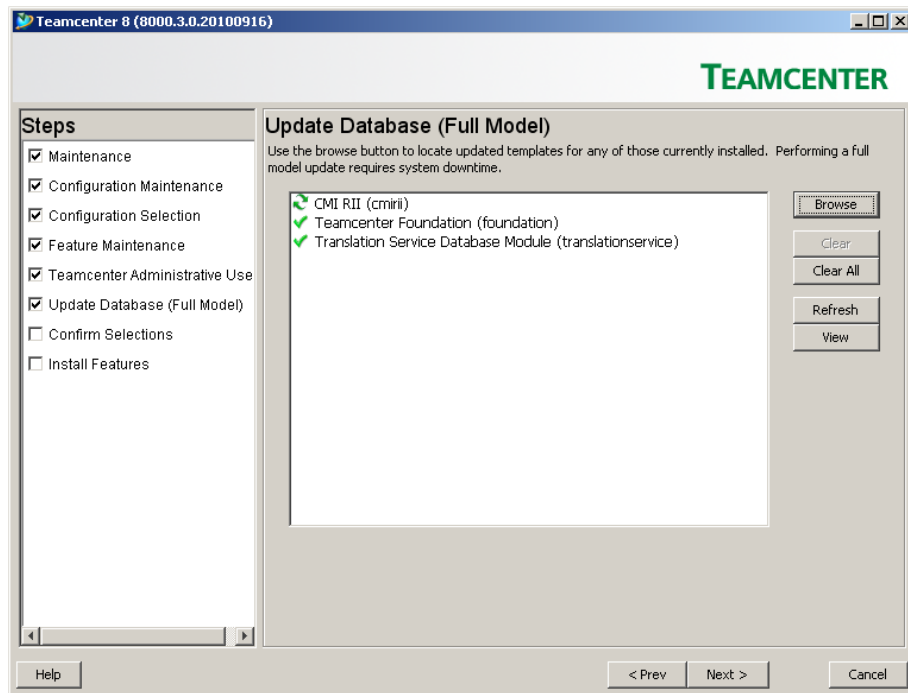 Teamcenter 8 (8000.3.0.20100916)
TEAMCENTER
Steps
Maintenance
Configuration Maintenance
Configuration Selection
Feature Maintenance
Teamcenter Administrative Use
Update Database (Full Model)
Confirm Selections
Install Features
Update Database (Full Model)
Use the browse button to locate updated templates for any of those currently installed. Performing a full
model update requires system downtime.
CMI RII (cmirii)
Teamcenter Foundation (foundation)
Translation Service Database Module (translationservice)
Browse
Clear
Clear All
Refresh
View
Help
< Prev
Next >
Cancel